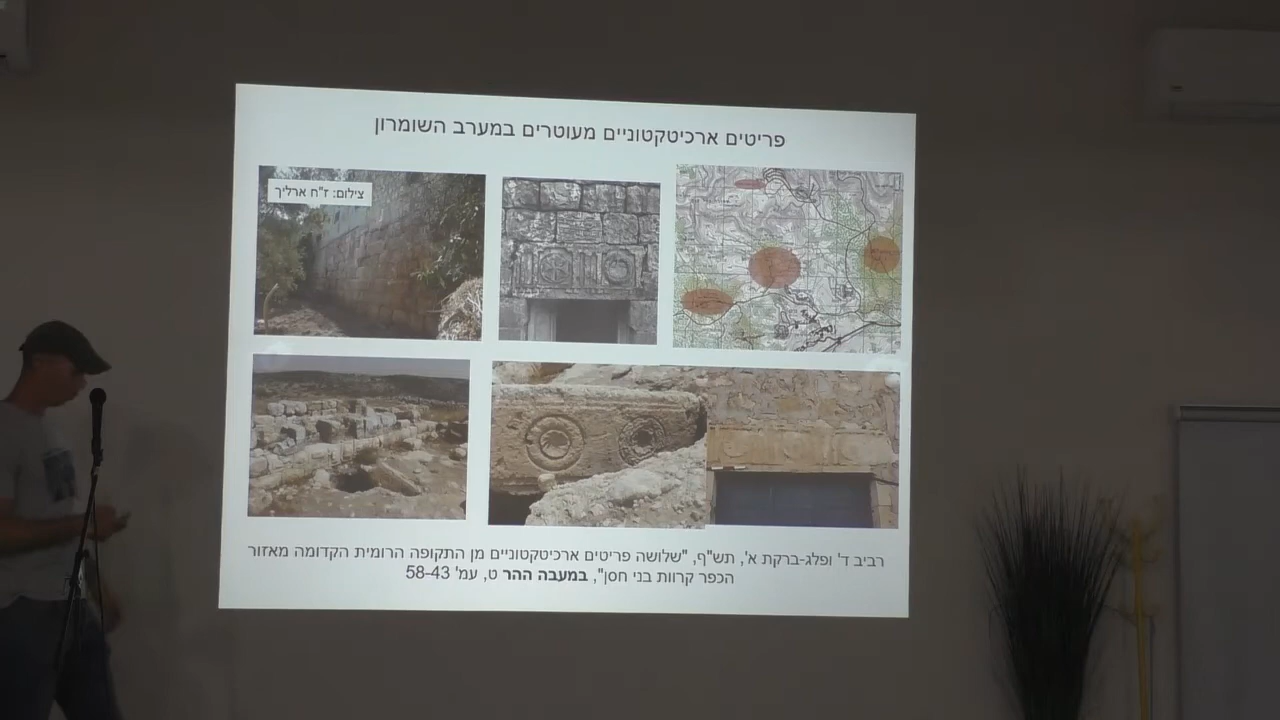 פריטים ארכיטקטוניים מעוטרים במערב השומרון
צילום: ז"ח ארליך
רביב ד' ופלג-ברקת א', תש"ף, "שלושה פריטים ארכיטקטוניים מן התקופה הרומית הקדומה מאזור
הכפר קרוות בני חסן", במעבה ההר ט, עמ' 58-43